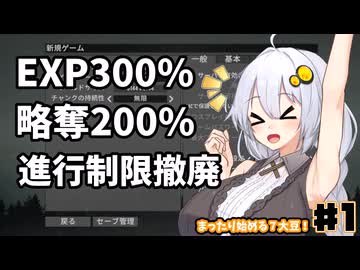 新規ゲーム
一般 基本
EXP300%
チャンクの持続性 無限
略奪200%
進行制限撤廃
戻る セーブ管理
まったり始める7大豆!
#1